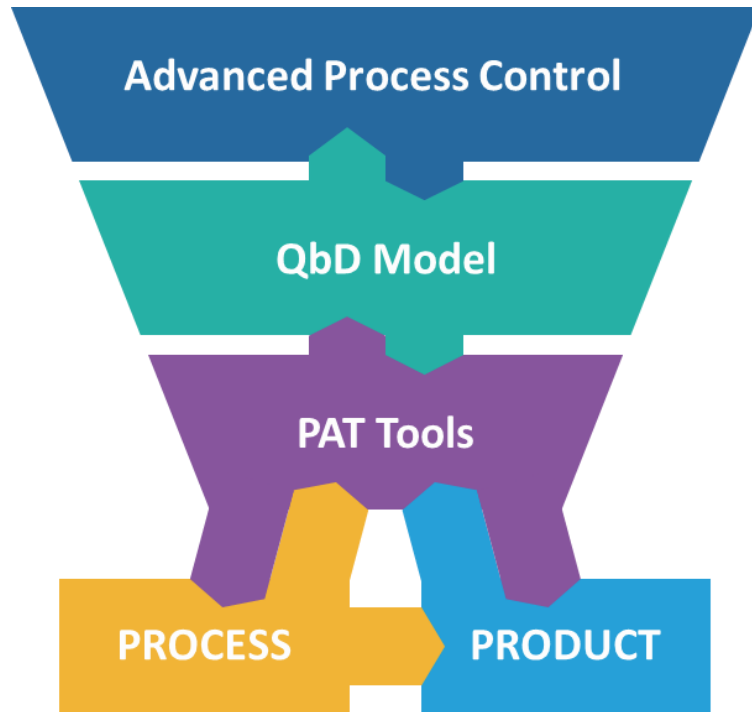 Advanced Process Control
QbD Model
PAT Tools
PROCESS
PRODUCT